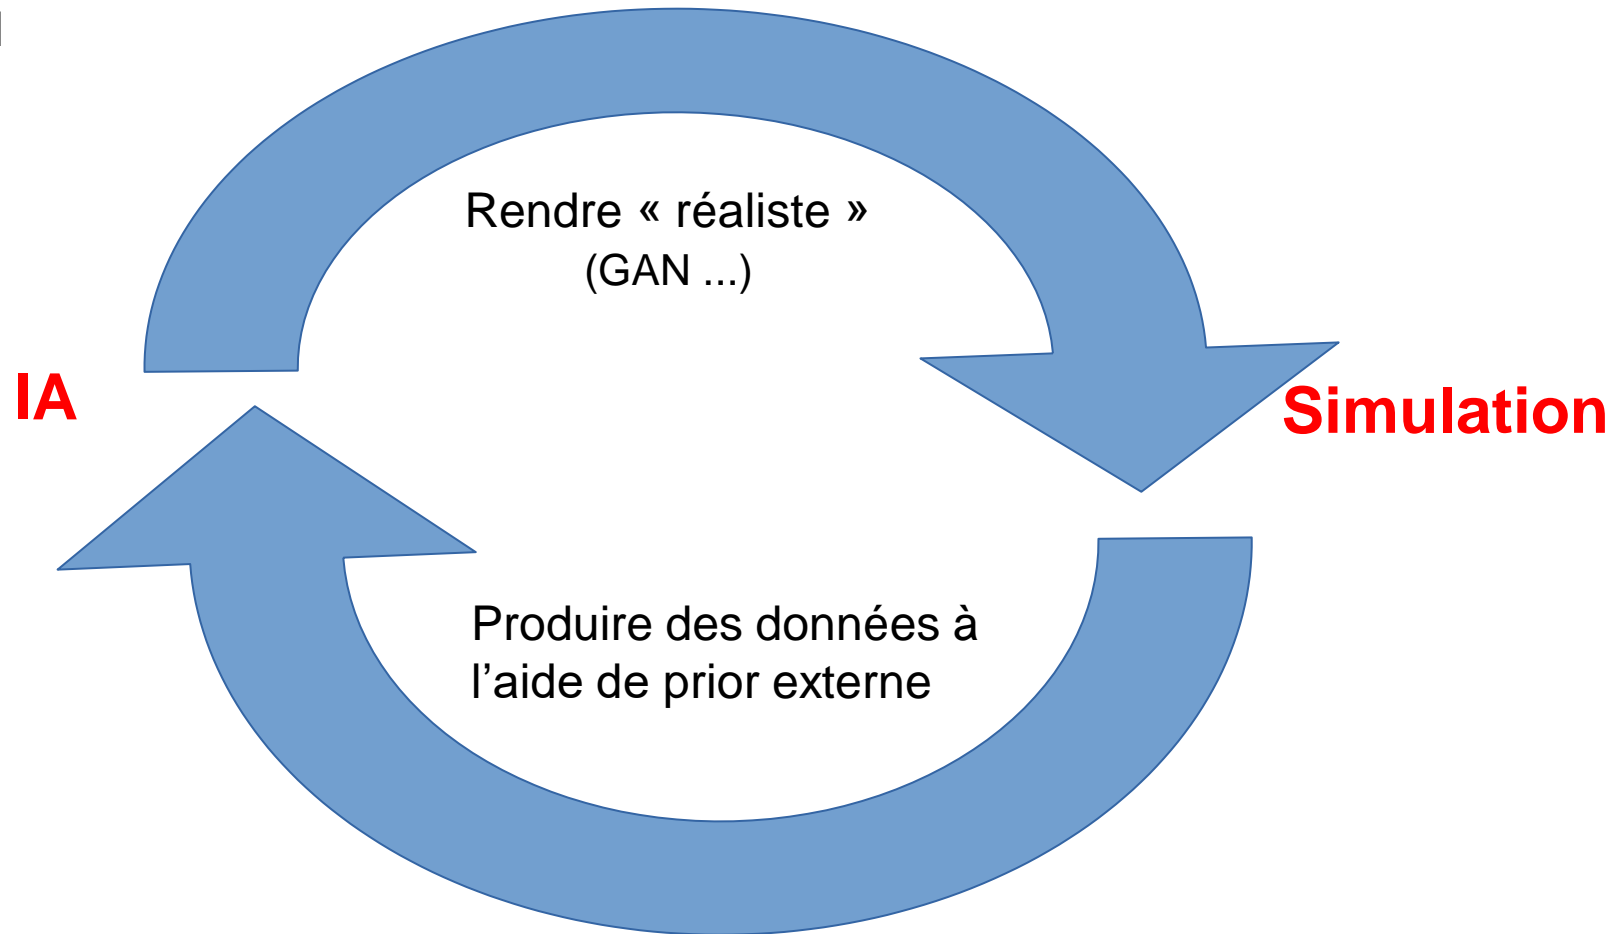 Rendre « réaliste »
(GAN ...)
IA
Simulation
Produire des données à
l’aide de prior externe